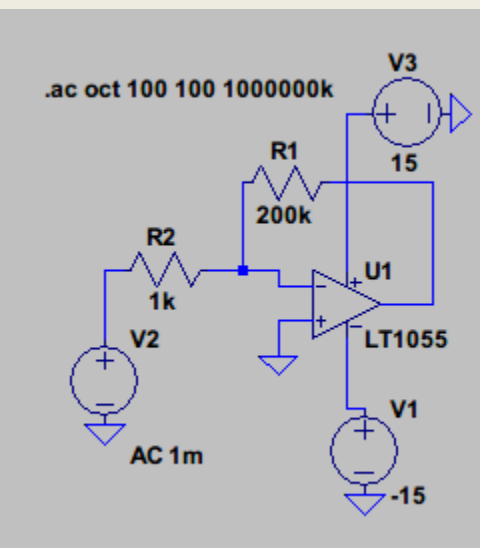 V3
.ac oct 100 100 1000000k
+
−
15
R1
200k
R2
1k
U1
+
−
+
−
LT1055
V2
+
−
AC 1m
V1
+
−
-15